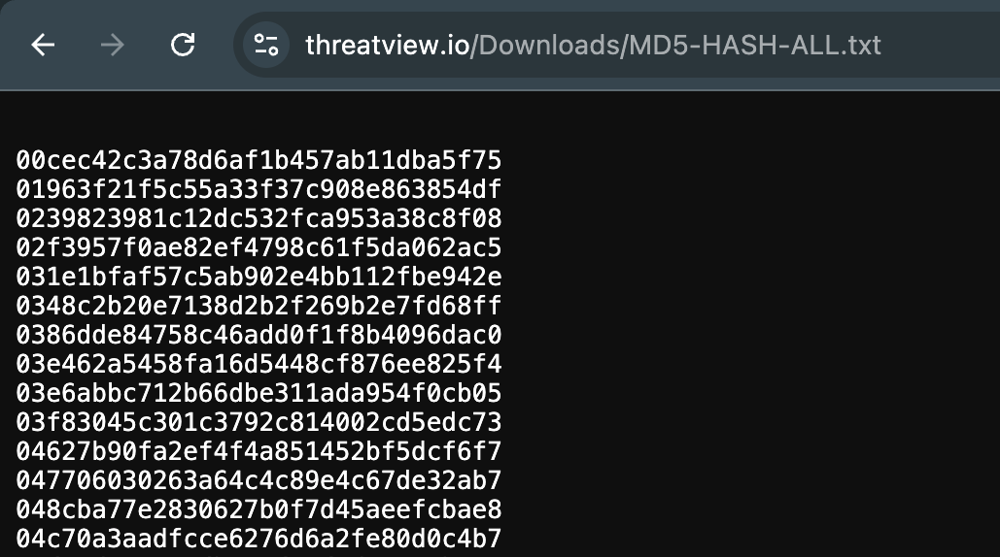 threatview.io/Downloads/MD5-HASH-ALL.txt
00cec42c3a78d6af1b457ab11dba5f75
01963f21f5c55a33f37c908e863854df
0239823981c12dc532fca953a38c8f08
02f3957f0ae82ef4798c61f5da062ac5
031e1bfaf57c5ab902e4bb112fbe942e
0348c2b20e7138d2b2f269b2e7fd68ff
0386dde84758c46add0f1f8b4096dac0
03e462a5458fa16d5448cf876ee825f4
03e6abbc712b66dbe311ada954f0cb05
03f83045c301c3792c814002cd5edc73
04627b90fa2ef4f4a851452bf5dcf6f7
047706030263a64c4c89e4c67de32ab7
048cba77e2830627b0f7d45aeefcbae8
04c70a3aadfcce6276d6a2fe80d0c4b7